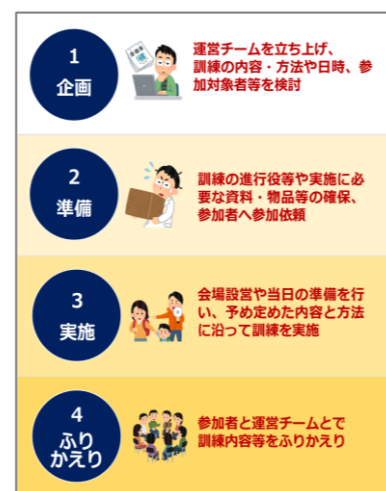 1
企画
運営チームを立ち上げ、
訓練の内容・方法や日時、参
加対象者等を検討
2
準備
訓練の進行役等や実施に必
要な資料・物品等の確保、
参加者へ参加依頼
3
実施
会場設営や当日の準備を行
い、予め定めた内容と方法
に沿って訓練を実施
4
ふり
かえり
参加者と運営チームとで
訓練内容等をふりかえり